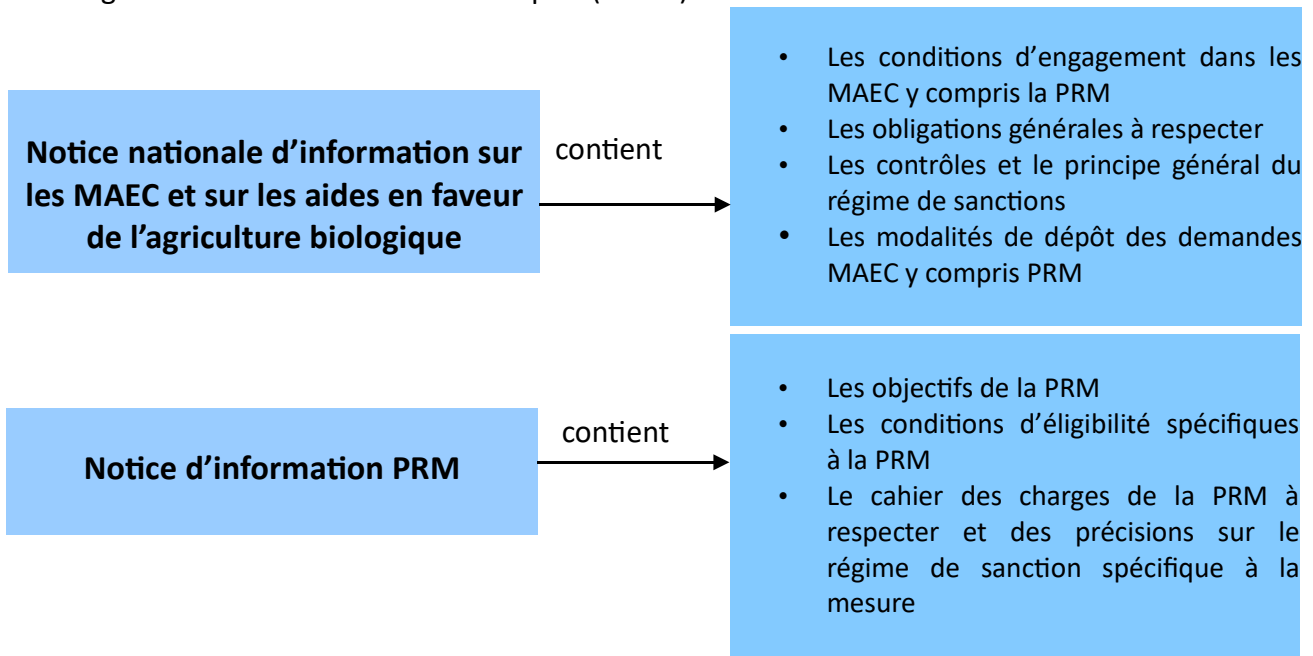 Notice nationale d’information sur
les MAEC et sur les aides en faveur
de l’agriculture biologique
contient
• Les conditions d’engagement dans les
MAEC y compris la PRM
• Les obligations générales à respecter
• Les contrôles et le principe général du
régime de sanctions
• Les modalités de dépôt des demandes
MAEC y compris PRM
Notice d’information PRM
contient
• Les objectifs de la PRM
• Les conditions d’éligibilité spécifiques
à la PRM
• Le cahier des charges de la PRM à
respecter et des précisions sur le
régime de sanction spécifique à la
mesure